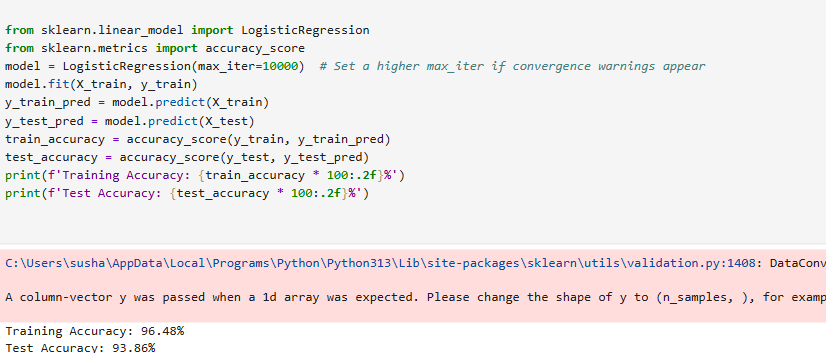 from sklearn.linear_model import LogisticRegression
from sklearn.metrics import accuracy_score
model = LogisticRegression(max_iter=10000)  # Set a higher max_iter if convergence warnings appear
model.fit(X_train, y_train)
y_train_pred = model.predict(X_train)
y_test_pred = model.predict(X_test)
train_accuracy = accuracy_score(y_train, y_train_pred)
test_accuracy = accuracy_score(y_test, y_test_pred)
print(f'Training Accuracy: {train_accuracy * 100:.2f}%')
print(f'Test Accuracy: {test_accuracy * 100:.2f}%')
C:\Users\susha\AppData\Local\Programs\Python\Python313\Lib\site-packages\sklearn\utils\validation.py:1408: DataConv
A column-vector y was passed when a 1d array was expected. Please change the shape of y to (n_samples, ), for examp
Training Accuracy: 96.48%
Test Accuracy: 93.86%